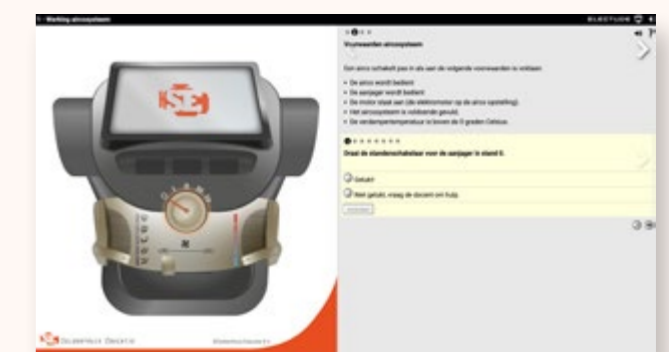 Werking aircosysteem
ELECTUDE
Voorwaarden aircosysteem
Een airco schakelt pas in als aan de volgende voorwaarden is voldaan:
• De airco wordt bediend
• De aanjager wordt bediend
• De motor staat aan (de elektromotor op de airco opstelling).
• Het aircosysteem is voldoende gevuld.
• De verdampertemperatuur is boven de 0 graden Celsius.
Draai de standenschakelaar voor de aanjager in stand 0.
Gelukt!
Niet gelukt, vraag de docent om hulp.
SE